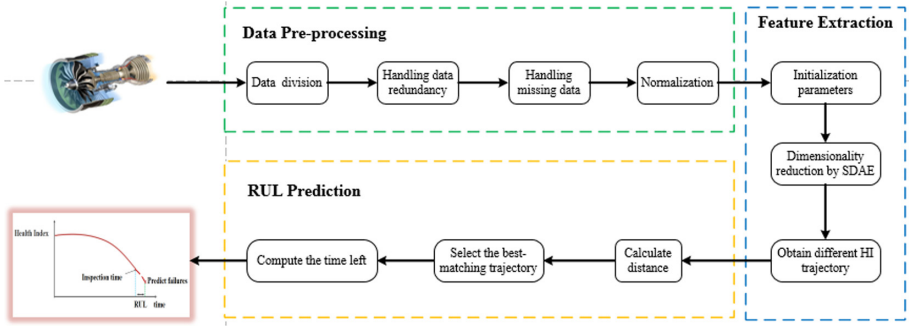 Data Pre-processing
Data division
Handling data
redundancy
Handling
missing data
Normalization
Feature Extraction
Initialization
parameters
Dimensionality
reduction by SDAE
Obtain different HI
trajectory
RUL Prediction
Calculate
distance
Select the best-
matching trajectory
Compute the time left
Health Index
Inspection time
Predict failures
RUL
time